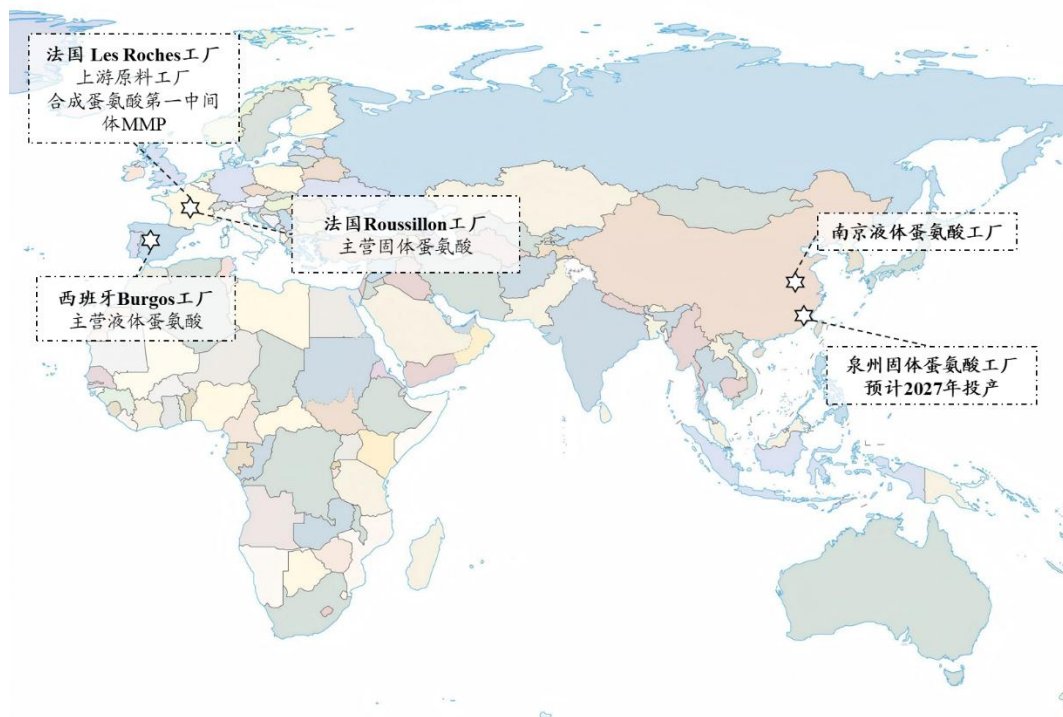 法国 Les Roches工厂
上游原料工厂
合成蛋氨酸第一中间
体MMP
法国Roussillon工厂
主营固体蛋氨酸
西班牙Burgos工厂
主营液体蛋氨酸
南京液体蛋氨酸工厂
泉州固体蛋氨酸工厂
预计2027年投产